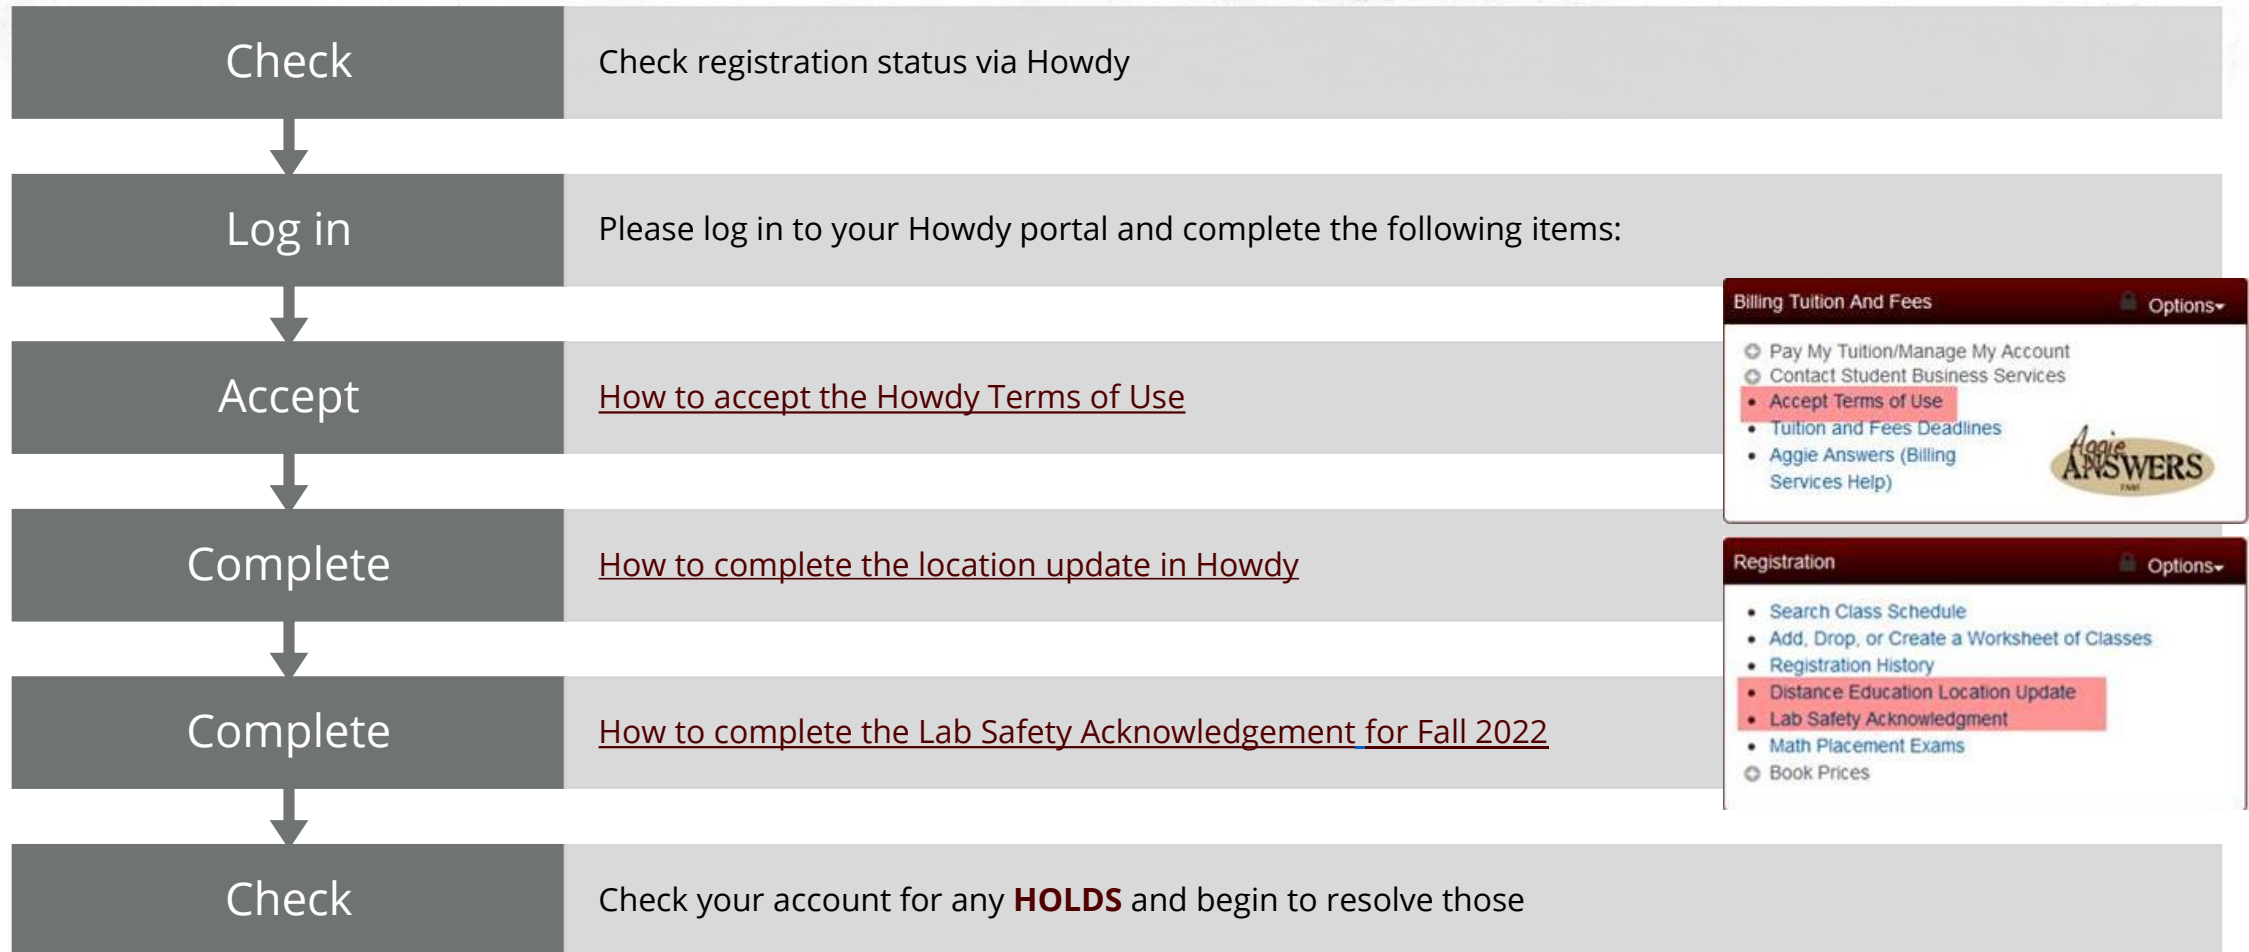 Check
Check registration status via Howdy
Log in
Please log in to your Howdy portal and complete the following items:
Accept
How to accept the Howdy Terms of Use
Billing Tuition And Fees
Options
Pay My Tuition/Manage My Account
Contact Student Business Services
Accept Terms of Use
Tuition and Fees Deadlines
Aggie Answers (Billing
Services Help)
Aggie
ANSWERS
Complete
How to complete the location update in Howdy
Registration
Options
Search Class Schedule
Add, Drop, or Create a Worksheet of Classes
Registration History
Distance Education Location Update
Lab Safety Acknowledgment
Math Placement Exams
Book Prices
Complete
How to complete the Lab Safety Acknowledgement for Fall 2022
Check
Check your account for any HOLDS and begin to resolve those